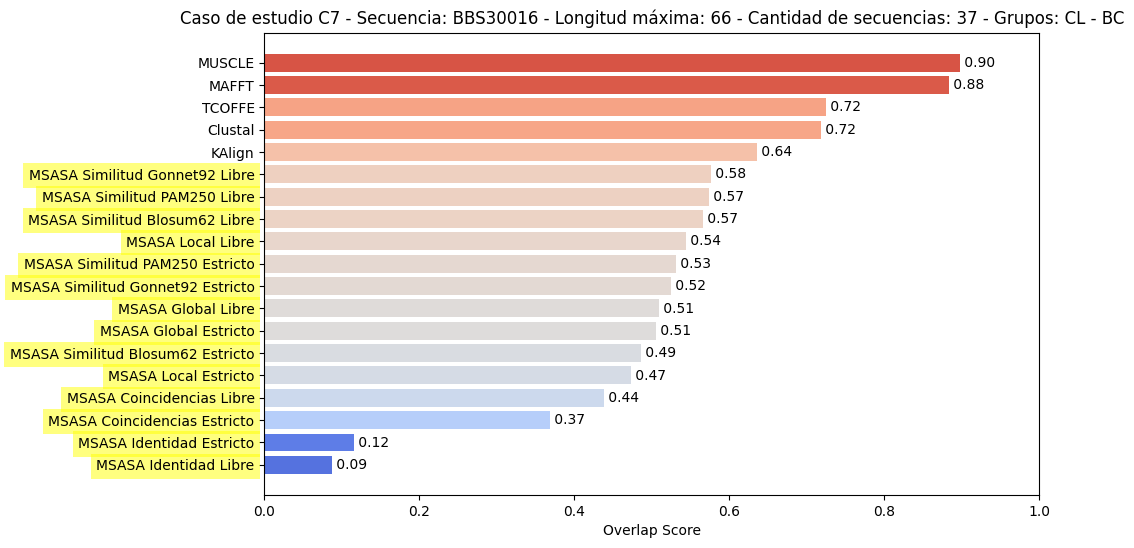 Caso de estudio C7 - Secuencia: BBS30016 - Longitud máxima: 66 - Cantidad de secuencias: 37 - Grupos: CL - BC
MUSCLE 0.90
MAFFT 0.88
TCOFFE 0.72
Clustal 0.72
KAlign 0.64
MSASA Similitud Gonnet92 Libre 0.58
MSASA Similitud PAM250 Libre 0.57
MSASA Similitud Blosum62 Libre 0.57
MSASA Local Libre 0.54
MSASA Similitud PAM250 Estricto 0.53
MSASA Similitud Gonnet92 Estricto 0.52
MSASA Global Libre 0.51
MSASA Global Estricto 0.51
MSASA Similitud Blosum62 Estricto 0.49
MSASA Local Estricto 0.47
MSASA Coincidencias Libre 0.44
MSASA Coincidencias Estricto 0.37
MSASA Identidad Estricto 0.12
MSASA Identidad Libre 0.09
0.0 0.2 0.4 0.6 0.8 1.0
Overlap Score